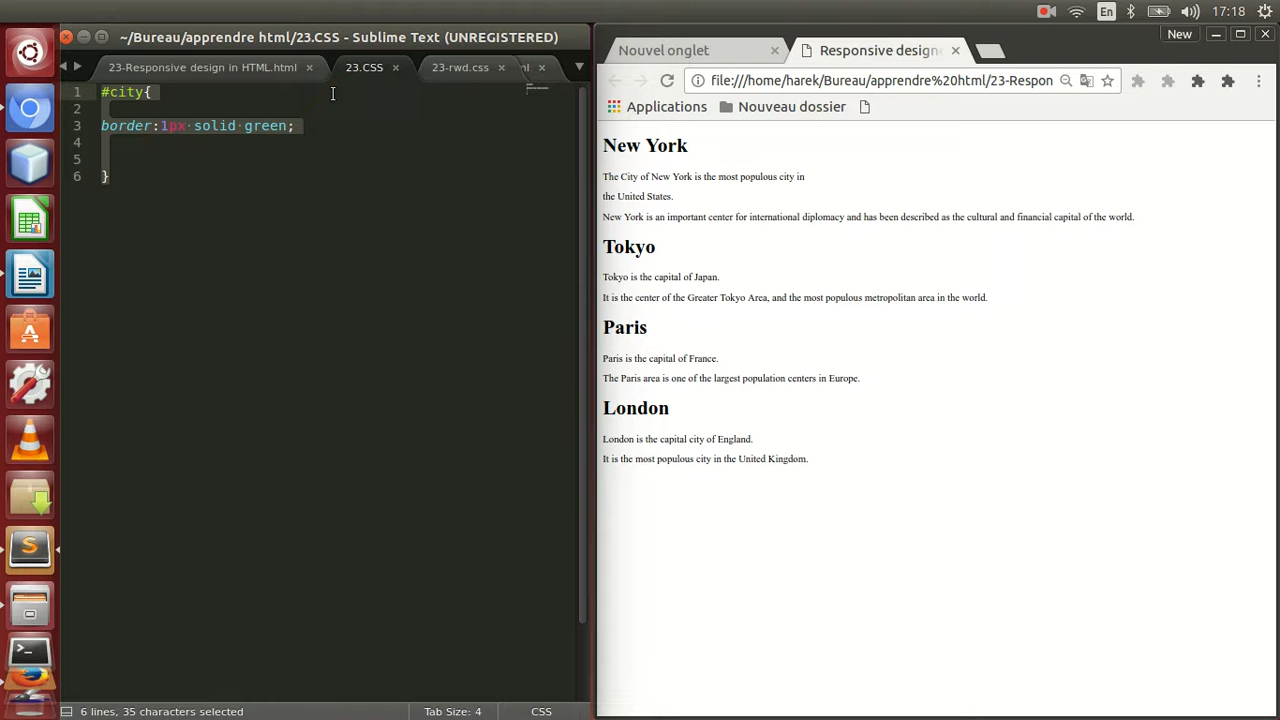 En
17:18
~/Bureau/apprendre html/23.CSS - Sublime Text (UNREGISTERED)
23-Responsive design in HTML.html
23.CSS
23-rwd.css
1 #city{
2
3 border:1px solid green;
4
5
6 }
6 lines, 35 characters selected
Tab Size: 4
CSS
New
Nouvel onglet
Responsive design
file:///home/harek/Bureau/apprendre%20html/23-Respon
Applications
Nouveau dossier
New York
The City of New York is the most populous city in
the United States.
New York is an important center for international diplomacy and has been described as the cultural and financial capital of the world.
Tokyo
Tokyo is the capital of Japan.
It is the center of the Greater Tokyo Area, and the most populous metropolitan area in the world.
Paris
Paris is the capital of France.
The Paris area is one of the largest population centers in Europe.
London
London is the capital city of England.
It is the most populous city in the United Kingdom.